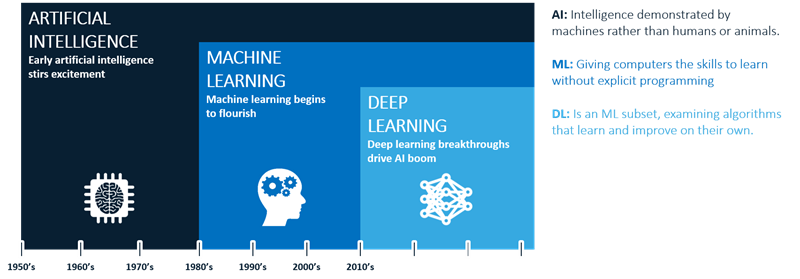 ARTIFICIAL
INTELLIGENCE
Early artificial intelligence
stirs excitement
MACHINE
LEARNING
Machine learning begins
to flourish
DEEP
LEARNING
Deep learning breakthroughs
drive AI boom
1950's 1960's 1970's 1980's 1990's 2000's 2010's
AI: Intelligence demonstrated by
machines rather than humans or animals.
ML: Giving computers the skills to learn
without explicit programming
DL: Is an ML subset, examining algorithms
that learn and improve on their own.